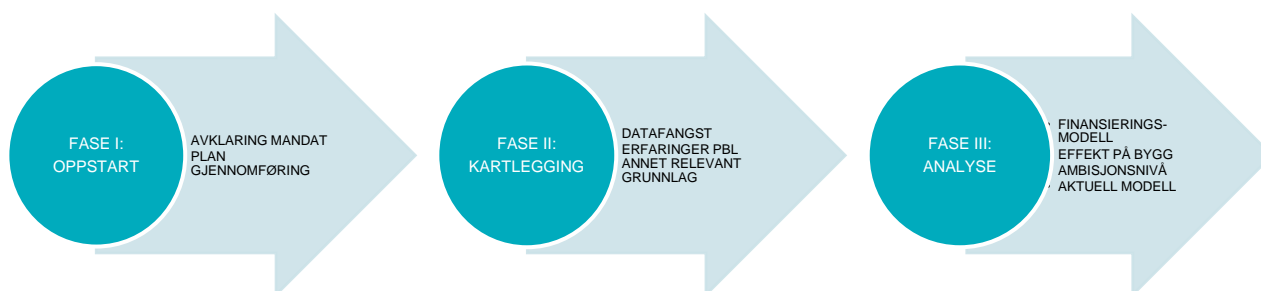 FASE I:
OPPSTART
AVKLARING MANDAT
PLAN
GJENNOMFØRING
FASE II:
KARTLEGGING
DATAFANGST
ERFARINGER PBL
ANNET RELEVANT
GRUNNLAG
FASE III:
ANALYSE
FINANSIERINGS-
MODELL
EFFEKT PÅ BYGG
AMBISJONSNIVÅ
AKTUELL MODELL